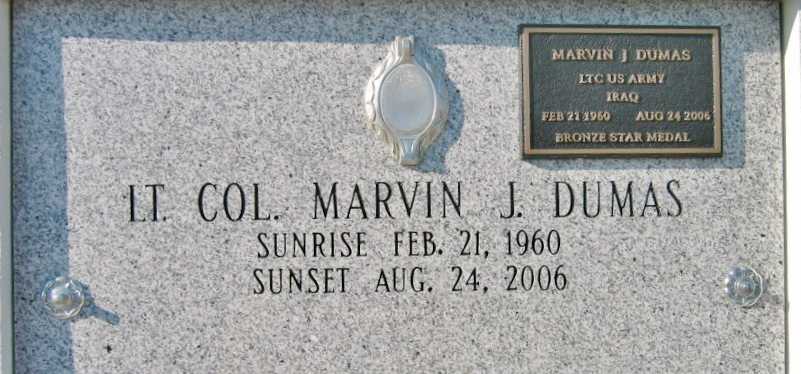 MARVIN J DUMAS
LTC US ARMY
IRAQ
FEB 21 1960 AUG 24 2006
BRONZE STAR MEDAL
LT. COL. MARVIN J. DUMAS
SUNRISE FEB. 21, 1960
SUNSET AUG. 24, 2006